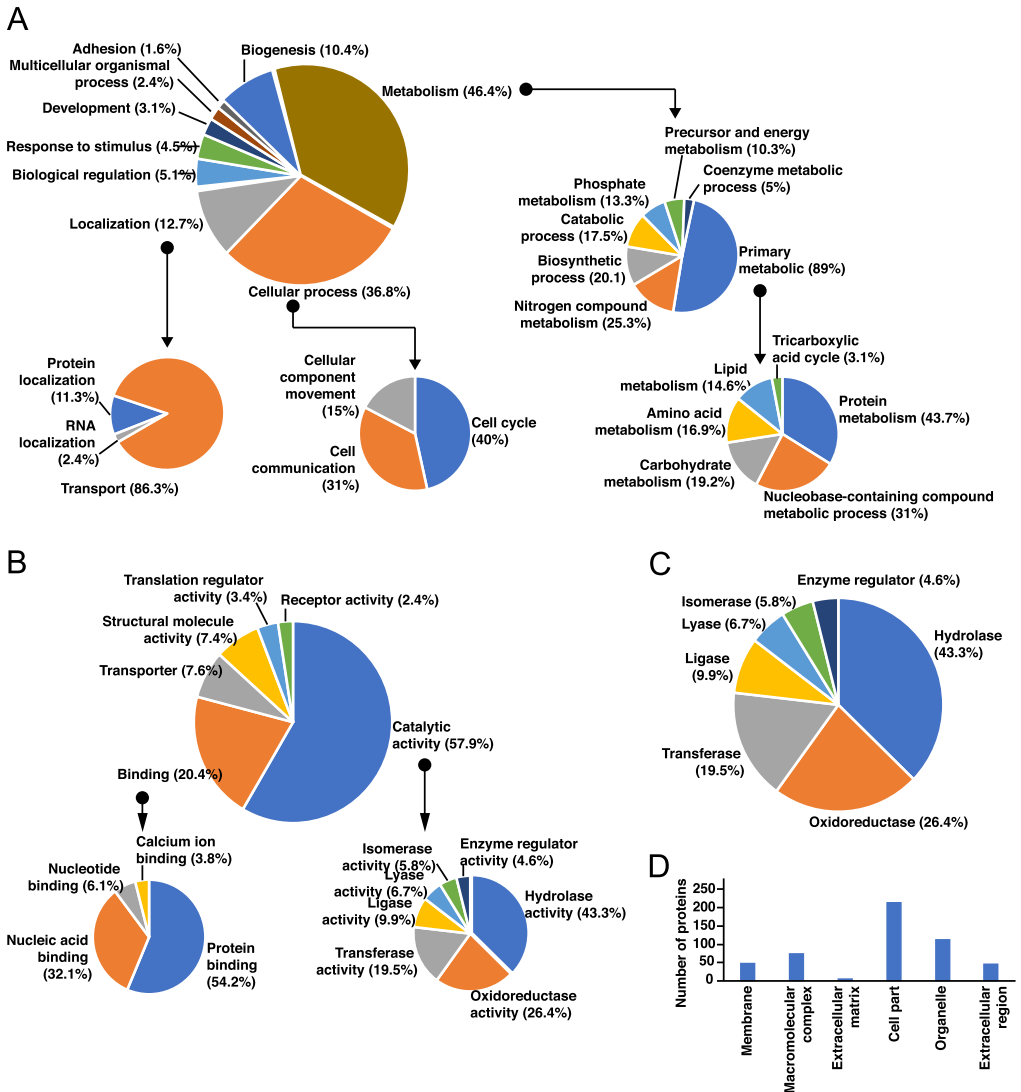 A
Adhesion (1.6%)
Multicellular organismal
process (2.4%)
Development (3.1%)
Response to stimulus (4.5%)
Biological regulation (5.1%)
Localization (12.7%)
Biogenesis (10.4%)
Metabolism (46.4%)
Cellular process (36.8%)
Precursor and energy
metabolism (10.3%)
Coenzyme metabolic
process (5%)
Phosphate
metabolism (13.3%)
Catabolic
process (17.5%)
Biosynthetic
process (20.1)
Nitrogen compound
metabolism (25.3%)
Primary
metabolic (89%)
Protein
localization
(11.3%)
RNA
localization
(2.4%)
Transport (86.3%)
Cellular
component
movement
(15%)
Cell
communication
(31%)
Cell cycle
(40%)
Tricarboxylic
acid cycle (3.1%)
Lipid
metabolism (14.6%)
Amino acid
metabolism (16.9%)
Carbohydrate
metabolism (19.2%)
Protein
metabolism (43.7%)
Nucleobase-containing compound
metabolic process (31%)
B
Translation regulator
activity (3.4%)
Receptor activity (2.4%)
Structural molecule
activity (7.4%)
Transporter (7.6%)
Binding (20.4%)
Catalytic
activity (57.9%)
Calcium ion
binding (3.8%)
Nucleotide
binding (6.1%)
Nucleic acid
binding
(32.1%)
Protein
binding
(54.2%)
Isomerase
activity (5.8%)
Enzyme regulator
activity (4.6%)
Lyase
activity (6.7%)
Ligase
activity (9.9%)
Transferase
activity (19.5%)
Hydrolase
activity (43.3%)
Oxidoreductase
activity (26.4%)
C
Enzyme regulator (4.6%)
Isomerase (5.8%)
Lyase (6.7%)
Ligase
(9.9%)
Transferase
(19.5%)
Hydrolase
(43.3%)
Oxidoreductase (26.4%)
D
Number of proteins
250
200
150
100
50
0
Membrane
Macromolecular
complex
Extracellular
matrix
Cell part
Organelle
Extracellular
region